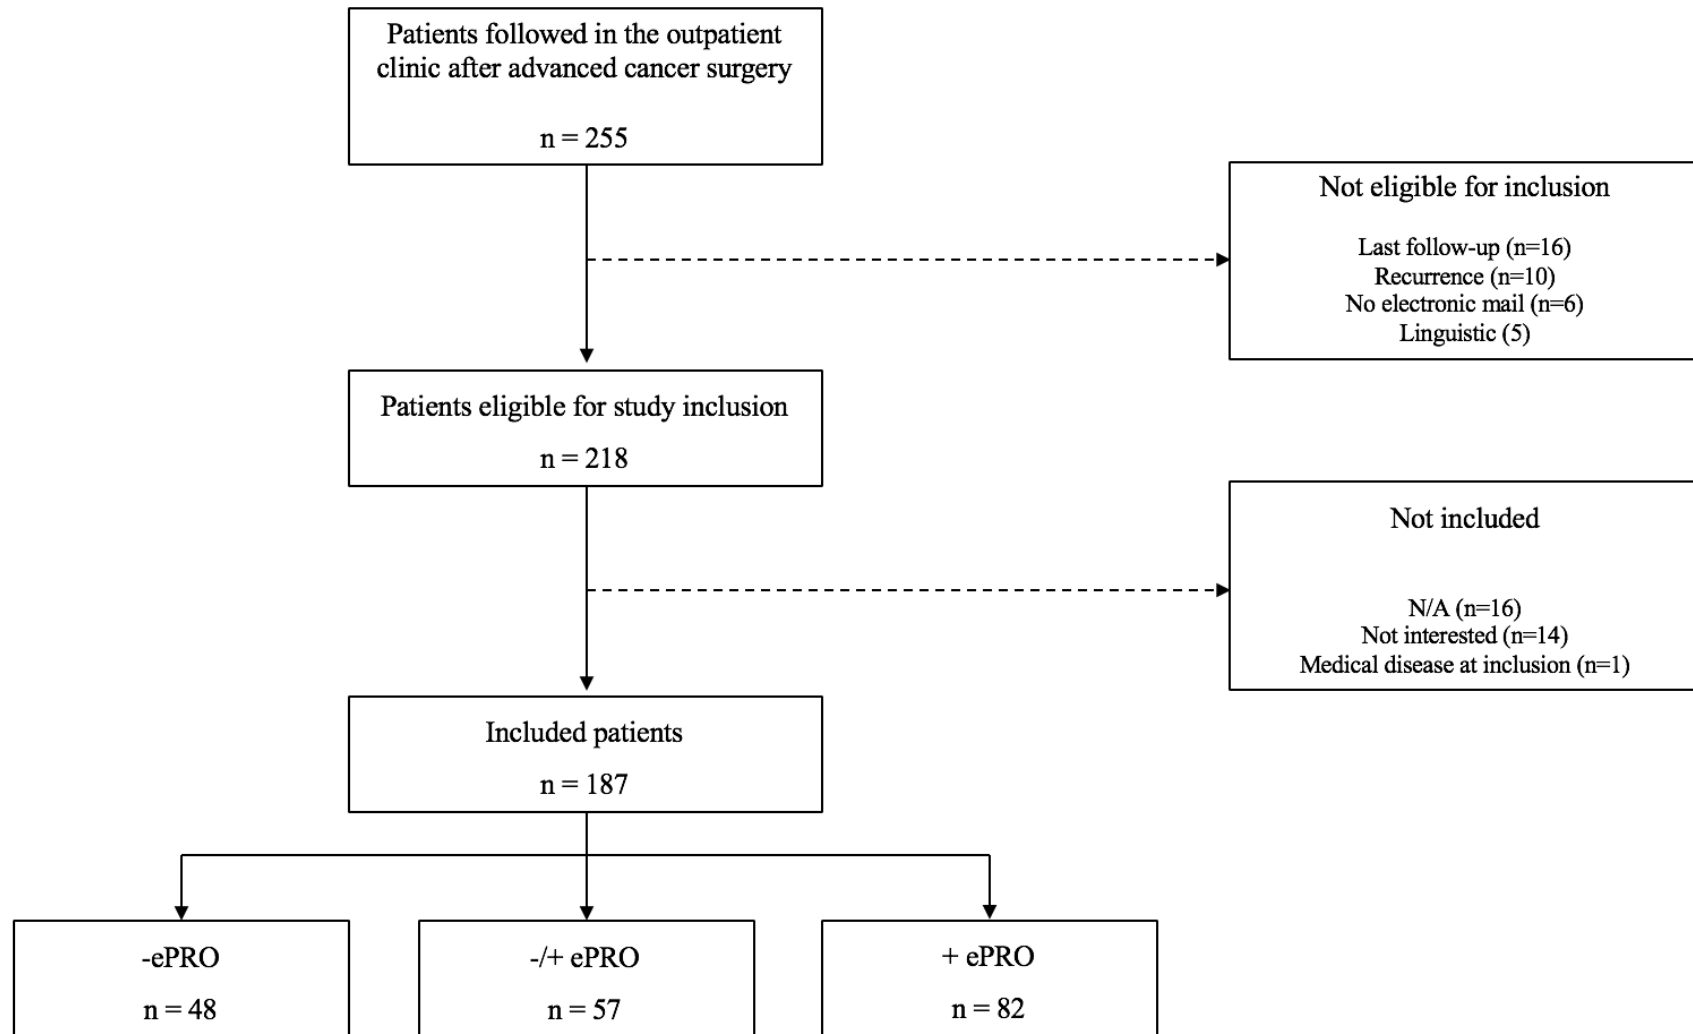 Patients followed in the outpatient
clinic after advanced cancer surgery
n = 255
Not eligible for inclusion
Last follow-up (n=16)
Recurrence (n=10)
No electronic mail (n=6)
Linguistic (5)
Patients eligible for study inclusion
n = 218
Not included
N/A (n=16)
Not interested (n=14)
Medical disease at inclusion (n=1)
Included patients
n = 187
-ePRO
n = 48
-/+ ePRO
n = 57
+ ePRO
n = 82